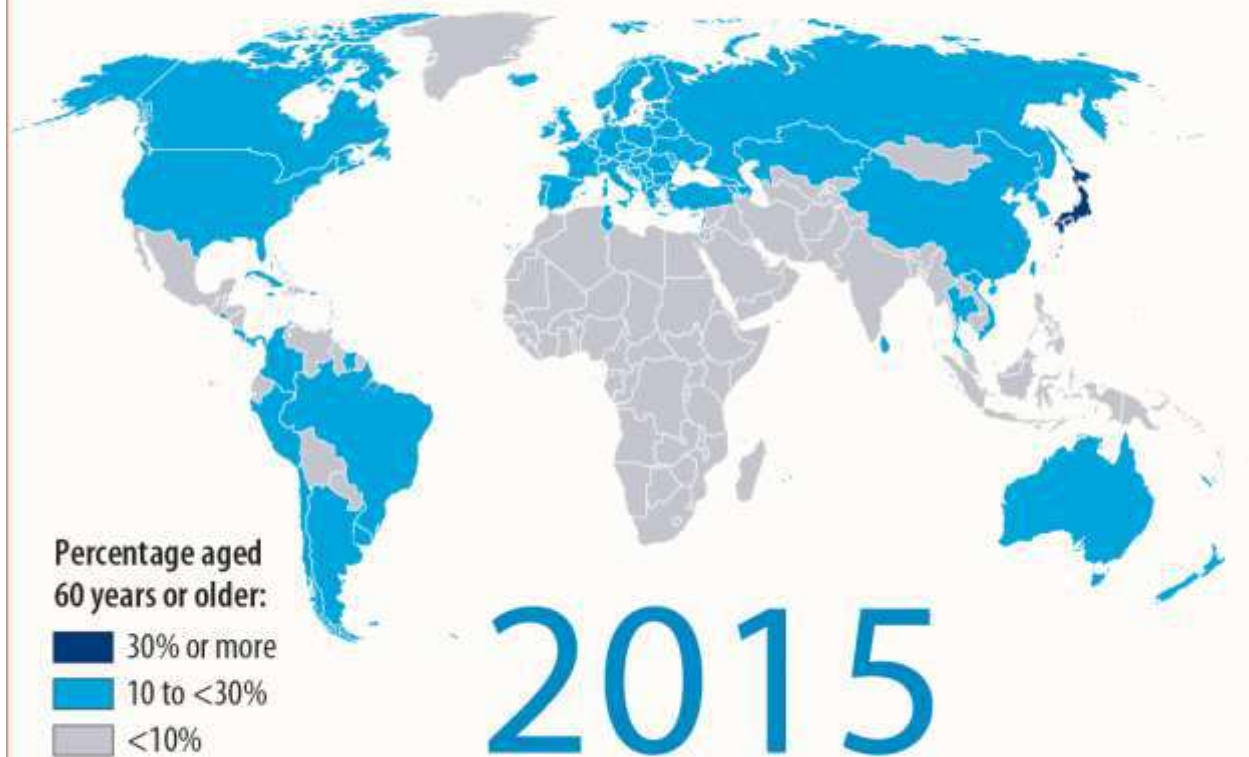 Percentage aged
60 years or older:
30% or more
10 to <30%
<10%
2015